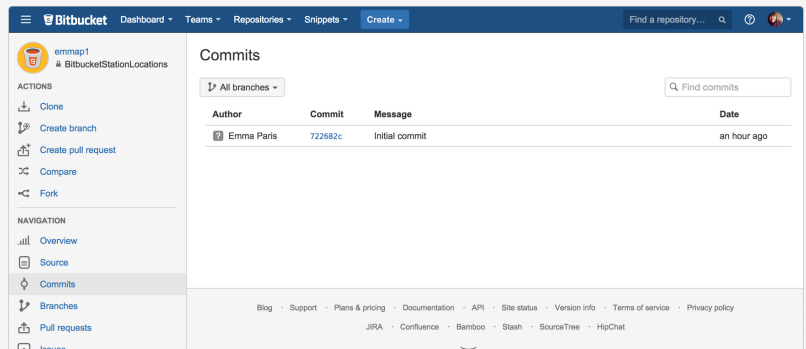 Bitbucket Dashboard Teams Repositories Snippets Create Find a repository...
emmap1
BitbucketStationLocations
ACTIONS
Clone
Create branch
Create pull request
Compare
Fork
NAVIGATION
Overview
Source
Commits
Branches
Pull requests
Issues
Commits
All branches Find commits
Author Commit Message Date
Emma Paris 722682c Initial commit an hour ago
Blog · Support · Plans & pricing · Documentation · API · Site status · Version info · Terms of service · Privacy policy
JIRA · Confluence · Bamboo · Stash · SourceTree · HipChat